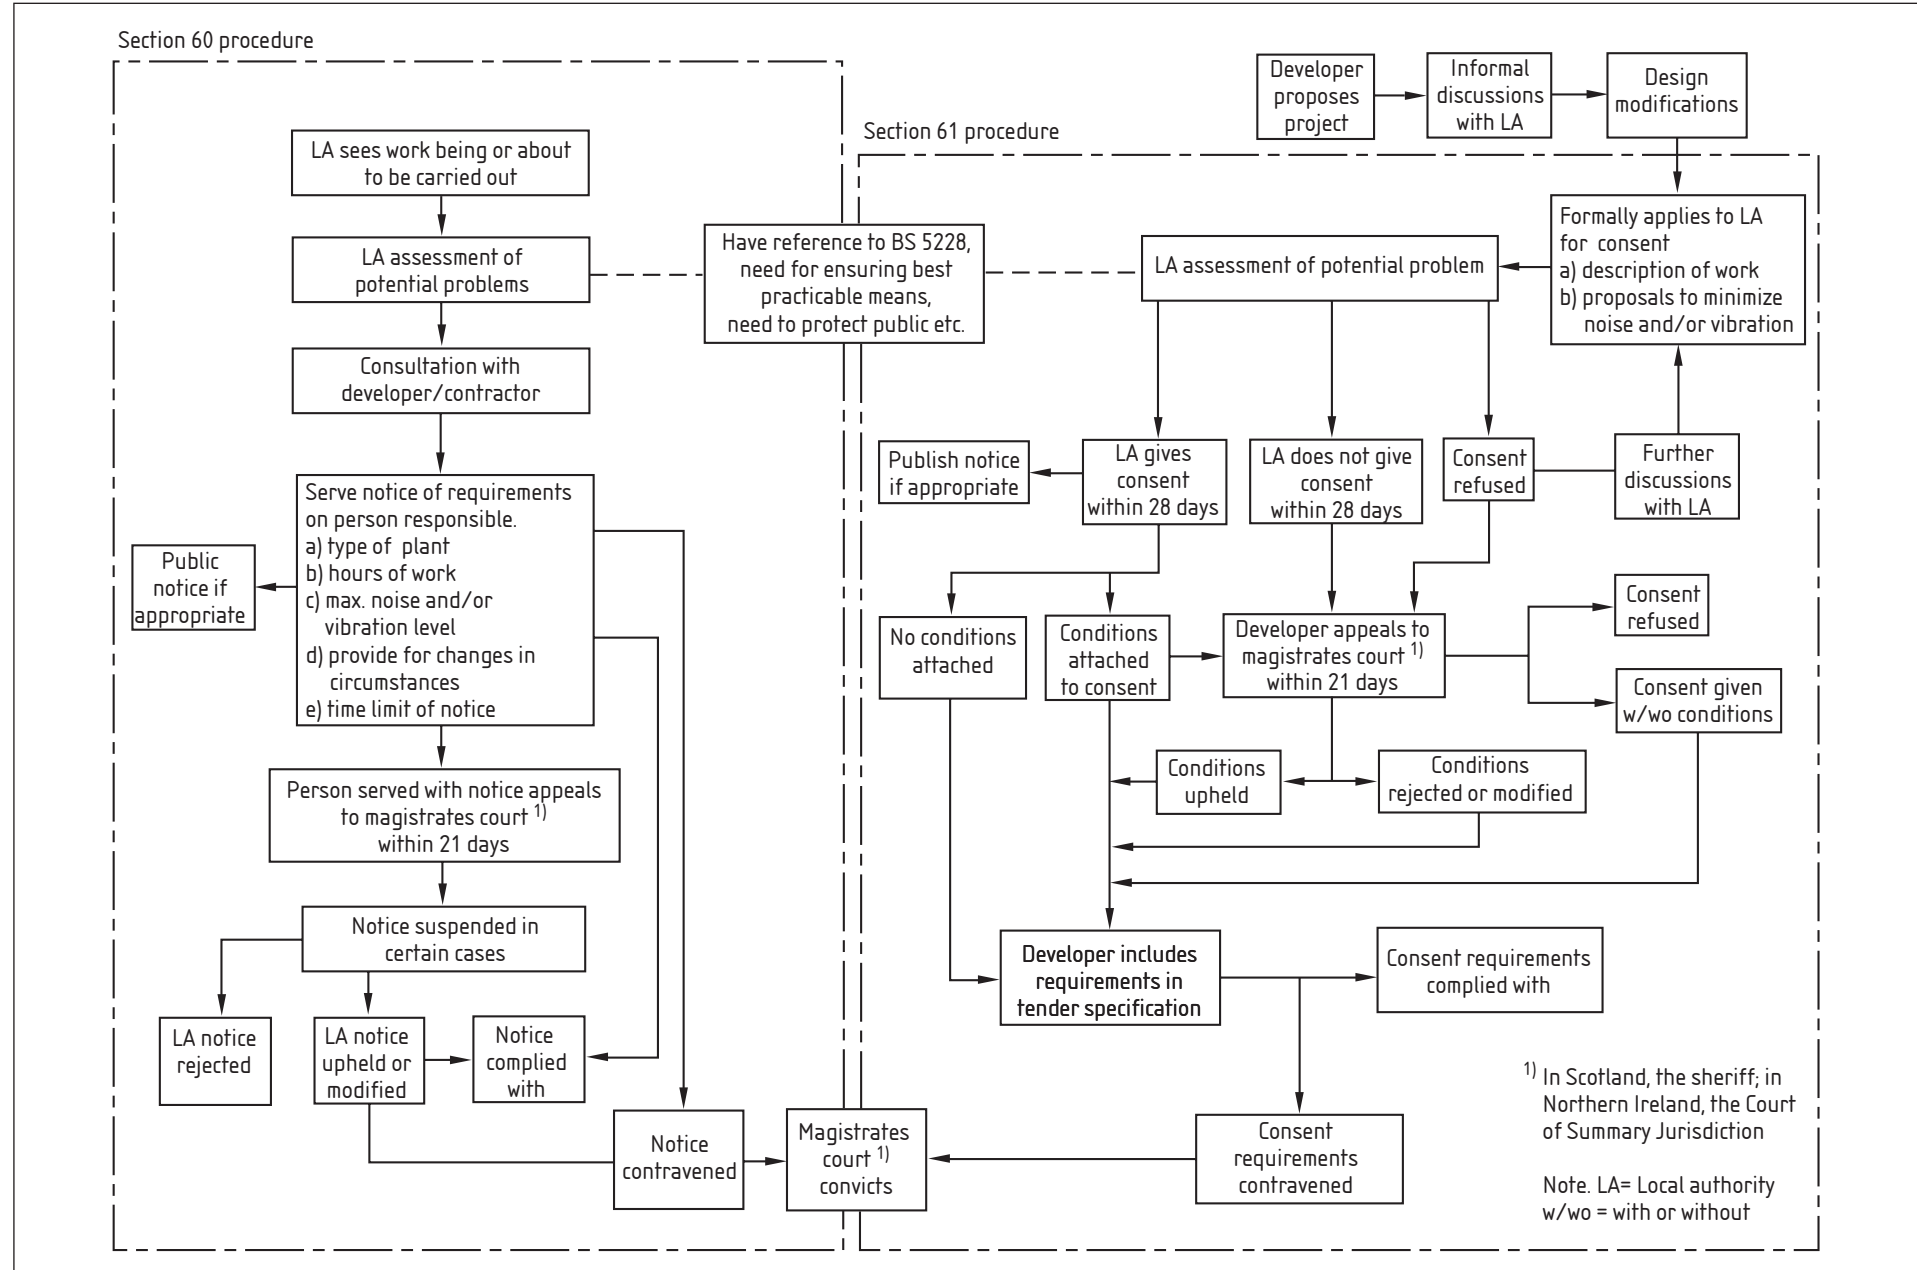 Section 60 procedure
LA sees work being or about
to be carried out
LA assessment of
potential problems
Consultation with
developer/contractor
Serve notice of requirements
on person responsible.
a) type of plant
b) hours of work
c) max. noise and/or
vibration level
d) provide for changes in
circumstances
e) time limit of notice
Public
notice if
appropriate
Person served with notice appeals
to magistrates court 1)
within 21 days
Notice suspended in
certain cases
LA notice
rejected
LA notice
upheld or
modified
Notice
complied
with
Notice
contravened
Have reference to BS 5228,
need for ensuring best
practicable means,
need to protect public etc.
Magistrates
court 1)
convicts
Section 61 procedure
Developer
proposes
project
Informal
discussions
with LA
Design
modifications
Formally applies to LA
for consent
a) description of work
b) proposals to minimize
noise and/or vibration
LA assessment of potential problem
Publish notice
if appropriate
LA gives
consent
within 28 days
LA does not give
consent
within 28 days
Consent
refused
Further
discussions
with LA
No conditions
attached
Conditions
attached
to consent
Developer appeals to
magistrates court 1)
within 21 days
Consent
refused
Consent given
w/wo conditions
Conditions
upheld
Conditions
rejected or modified
Developer includes
requirements in
tender specification
Consent requirements
complied with
Consent
requirements
contravened
1) In Scotland, the sheriff; in
Northern Ireland, the Court
of Summary Jurisdiction
Note. LA= Local authority
w/wo = with or without